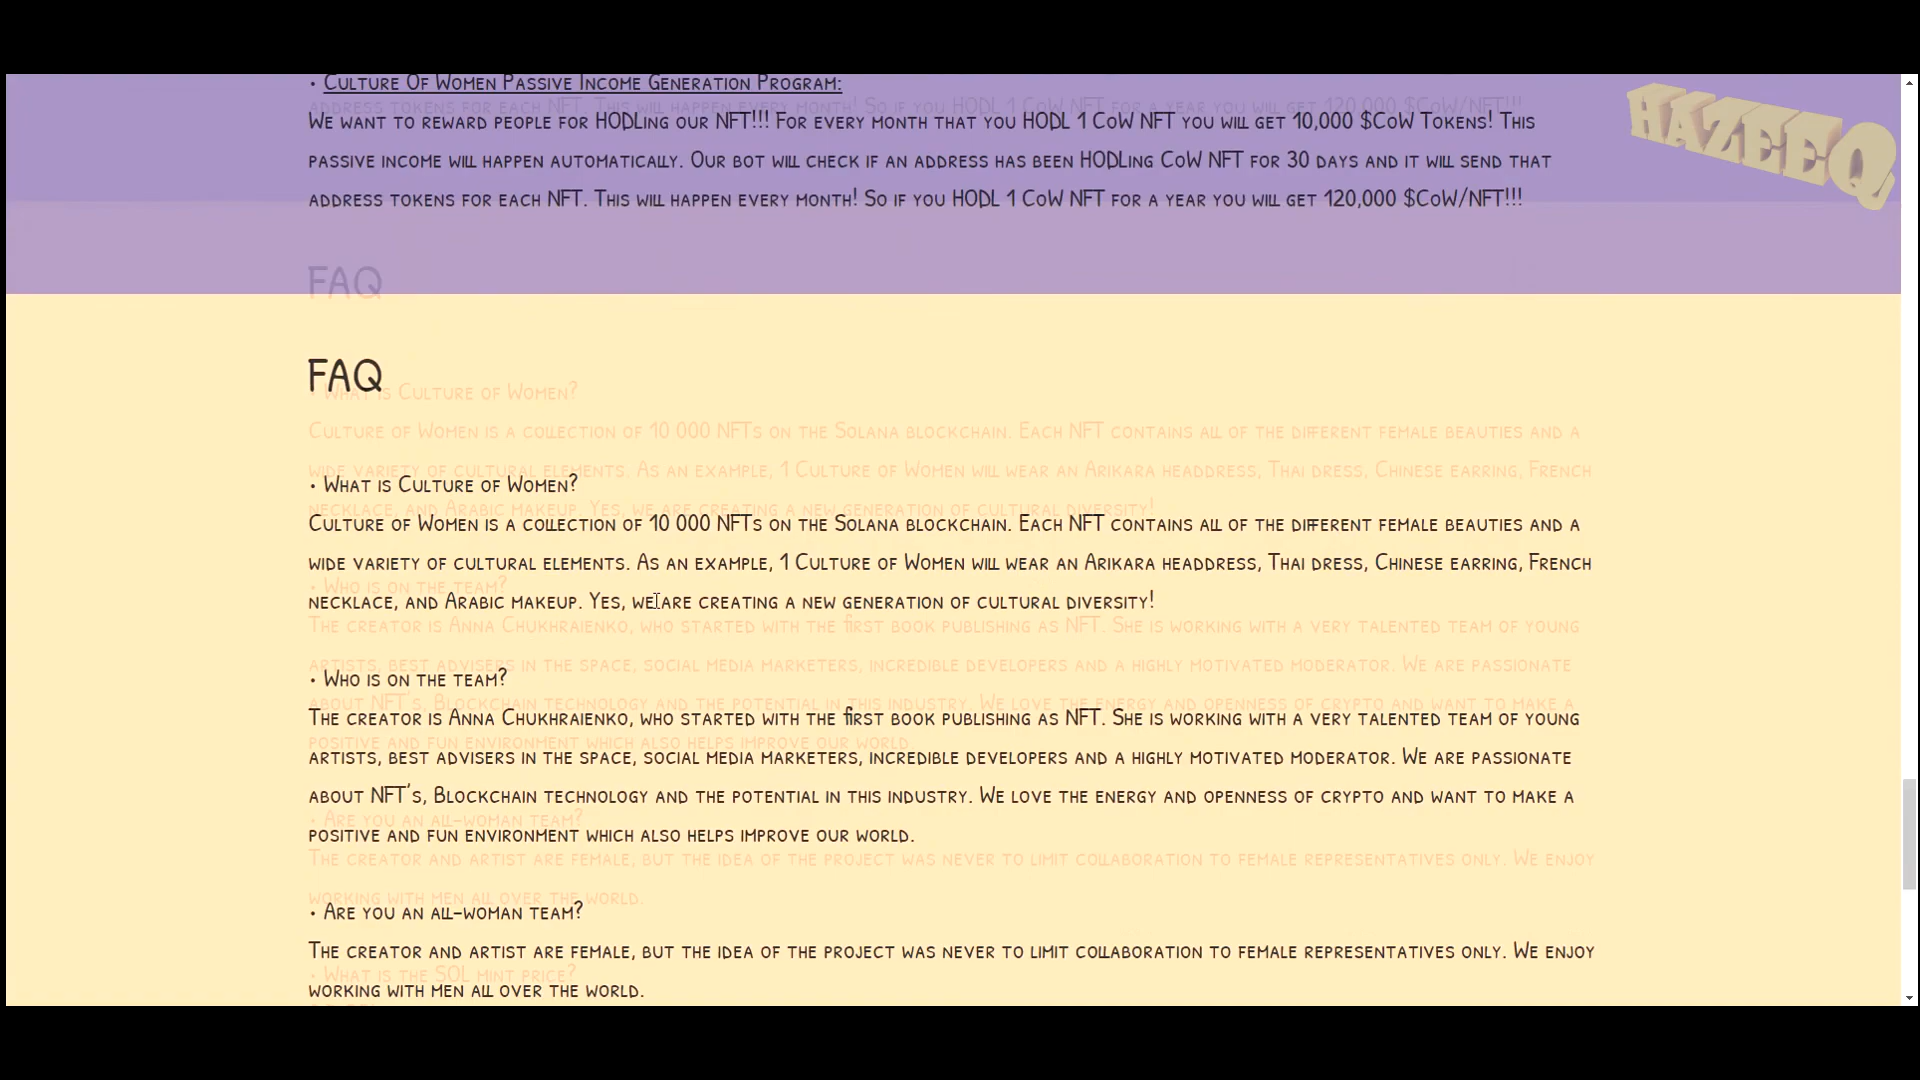 • Culture Of Women Passive Income Generation Program:
We want to reward people for HODLing our NFT!!! For every month that you HODL 1 CoW NFT you will get 10,000 $CoW Tokens! This
passive income will happen automatically. Our bot will check if an address has been HODLing CoW NFT for 30 days and it will send that
address tokens for each NFT. This will happen every month! So if you HODL 1 CoW NFT for a year you will get 120,000 $CoW/NFT!!!
HAZEEQ
FAQ
• What is Culture of Women?
Culture of Women is a collection of 10 000 NFTs on the Solana blockchain. Each NFT contains all of the different female beauties and a
wide variety of cultural elements. As an example, 1 Culture of Women will wear an Arikara headdress, Thai dress, Chinese earring, French
necklace, and Arabic makeup. Yes, we are creating a new generation of cultural diversity!
• Who is on the team?
The creator is Anna Chukhraienko, who started with the first book publishing as NFT. She is working with a very talented team of young
artists, best advisers in the space, social media marketers, incredible developers and a highly motivated moderator. We are passionate
about NFT's, Blockchain technology and the potential in this industry. We love the energy and openness of crypto and want to make a
positive and fun environment which also helps improve our world.
• Are you an all-woman team?
The creator and artist are female, but the idea of the project was never to limit collaboration to female representatives only. We enjoy
• What is the SOL mint price?
working with men all over the world.